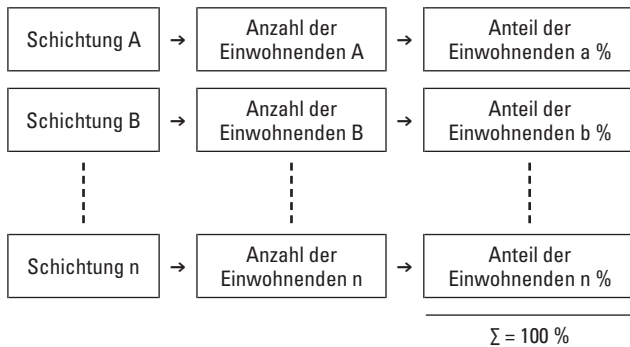 Schichtung A → Anzahl der Einwohnenden A → Anteil der Einwohnenden a %
Schichtung B → Anzahl der Einwohnenden B → Anteil der Einwohnenden b %
Schichtung n → Anzahl der Einwohnenden n → Anteil der Einwohnenden n %
∑ = 100 %